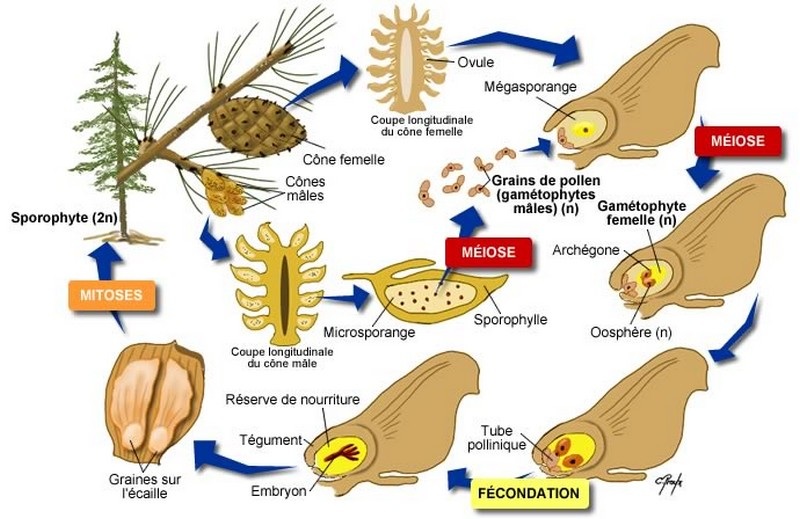 Ovule
Mégasporange
Coupe longitudinale
du cône femelle
MÉIOSE
Cône femelle
Cônes
mâles
Grains de pollen
(gamétophytes
mâles) (n)
Gamétophyte
femelle (n)
Sporophyte (2n)
Archégone
MÉIOSE
MITOSES
Microsporange
Sporophylle
Oosphère (n)
Coupe longitudinale
du cône mâle
Réserve de nourriture
Tégument
Embryon
Tube
pollinique
Graines sur
l'écaille
FÉCONDATION